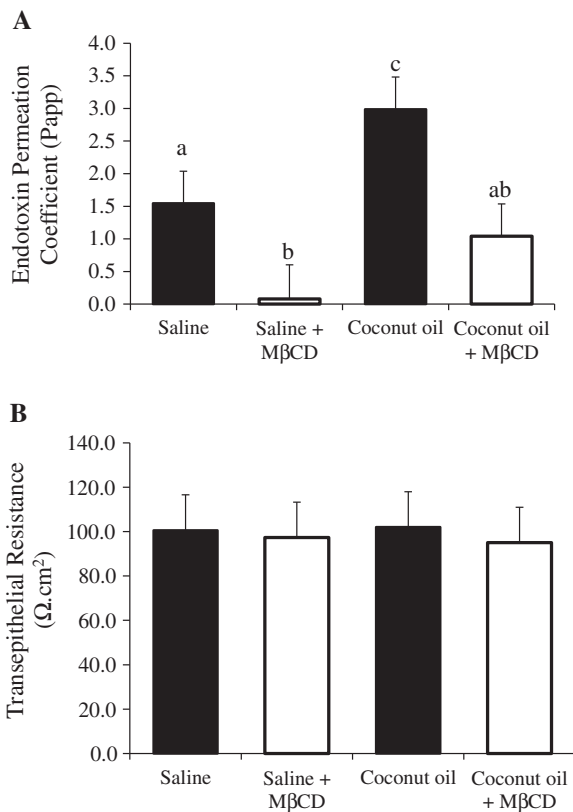 A
Endotoxin Permeation
Coefficient (Papp)
4.0
3.5
3.0
2.5
2.0
1.5
1.0
0.5
0.0
a
b
c
ab
Saline
Saline +
MβCD
Coconut oil
Coconut oil
+ MβCD
B
Transepithelial Resistance
(Ω.cm²)
140.0
120.0
100.0
80.0
60.0
40.0
20.0
0.0
Saline
Saline +
MβCD
Coconut oil
Coconut oil
+ MβCD